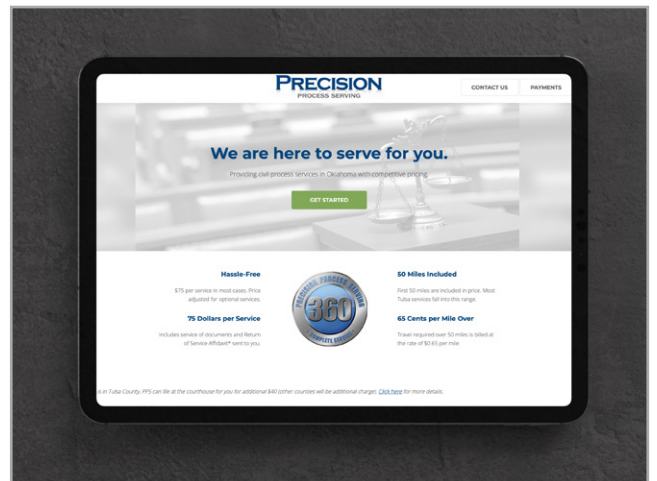 PRECISION
PROCESS SERVING
CONTACT US
PAYMENTS
We are here to serve for you.
Providing civil process services in Oklahoma with competitive pricing.
GET STARTED
Hassle-Free
$75 per service in most cases. Price
adjusted for optional services.
75 Dollars per Service
Includes service of documents and Return
of Service Affidavit* sent to you.
PRECISION PROCESS SERVING
360
COMPLETE SERVICE
50 Miles Included
First 50 miles are included in price. Most
Tulsa services fall into this range.
65 Cents per Mile Over
Travel required over 50 miles is billed at
the rate of $0.65 per mile
is in Tulsa County, PPS can file at the courthouse for you for additional $40 (other counties will be additional charge). Click here for more details.